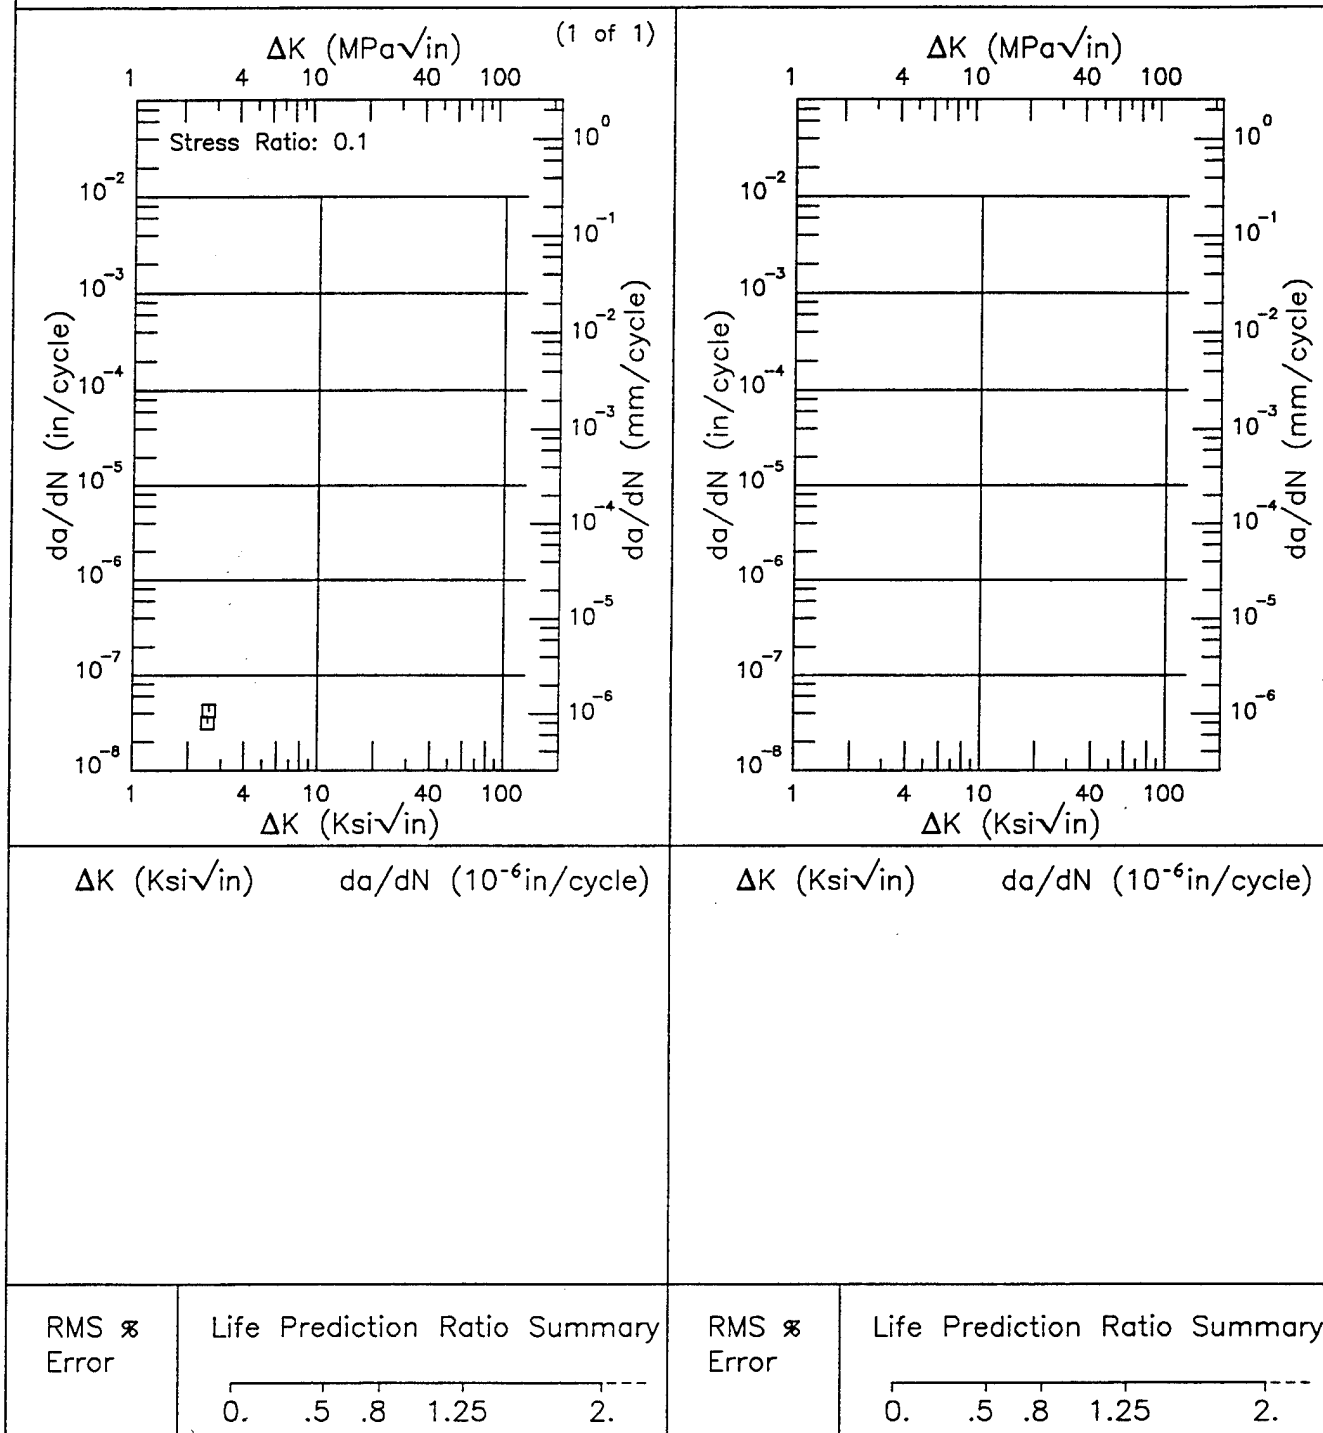 (1 of 1)
ΔK (MPa√in)
1 4 10 40 100
Stress Ratio: 0.1
10⁰
10⁻²
10⁻¹
10⁻³
10⁻²
10⁻⁴
10⁻³
10⁻⁵
10⁻⁴
10⁻⁶
10⁻⁵
10⁻⁷
10⁻⁶
10⁻⁸
da/dN (in/cycle)
da/dN (mm/cycle)
1 4 10 40 100
ΔK (Ksi√in)
ΔK (MPa√in)
1 4 10 40 100
10⁰
10⁻²
10⁻¹
10⁻³
10⁻²
10⁻⁴
10⁻³
10⁻⁵
10⁻⁴
10⁻⁶
10⁻⁵
10⁻⁷
10⁻⁶
10⁻⁸
da/dN (in/cycle)
da/dN (mm/cycle)
1 4 10 40 100
ΔK (Ksi√in)
ΔK (Ksi√in) da/dN (10⁻⁶in/cycle)
ΔK (Ksi√in) da/dN (10⁻⁶in/cycle)
RMS %
Error
Life Prediction Ratio Summary
0. .5 .8 1.25 2.
RMS %
Error
Life Prediction Ratio Summary
0. .5 .8 1.25 2.